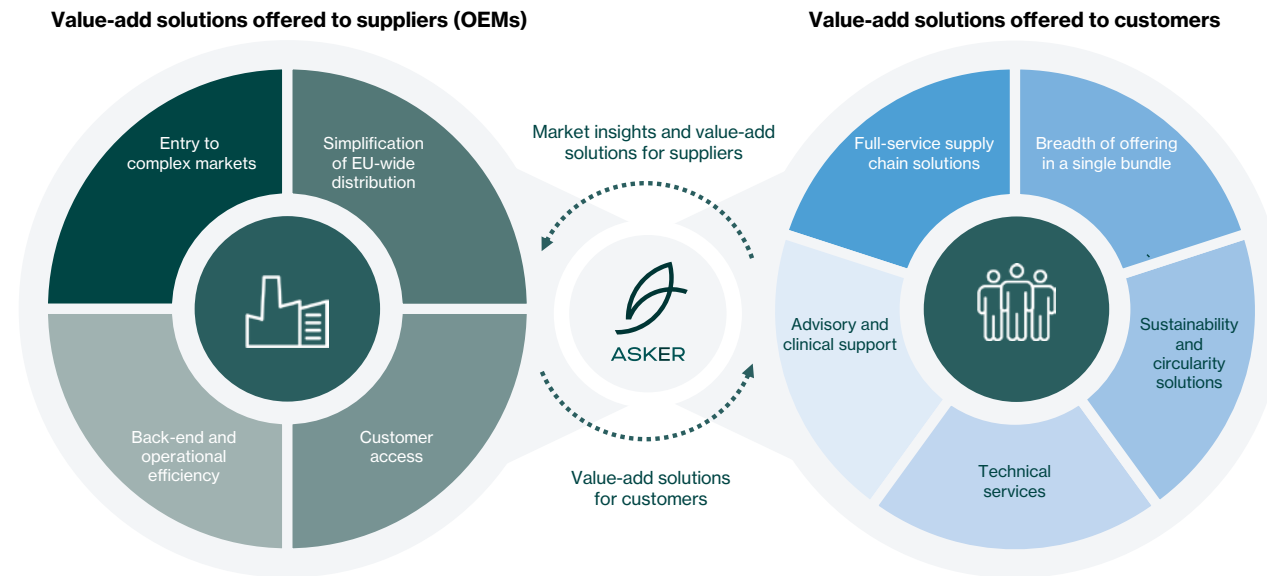 Value-add solutions offered to suppliers (OEMs)
Value-add solutions offered to customers
Entry to
complex markets
Simplification
of EU-wide
distribution
Back-end and
operational
efficiency
Customer
access
Market insights and value-add
solutions for suppliers
ASKER
Value-add solutions
for customers
Full-service supply
chain solutions
Breadth of offering
in a single bundle
Advisory and
clinical support
Sustainability
and
circularity
solutions
Technical
services